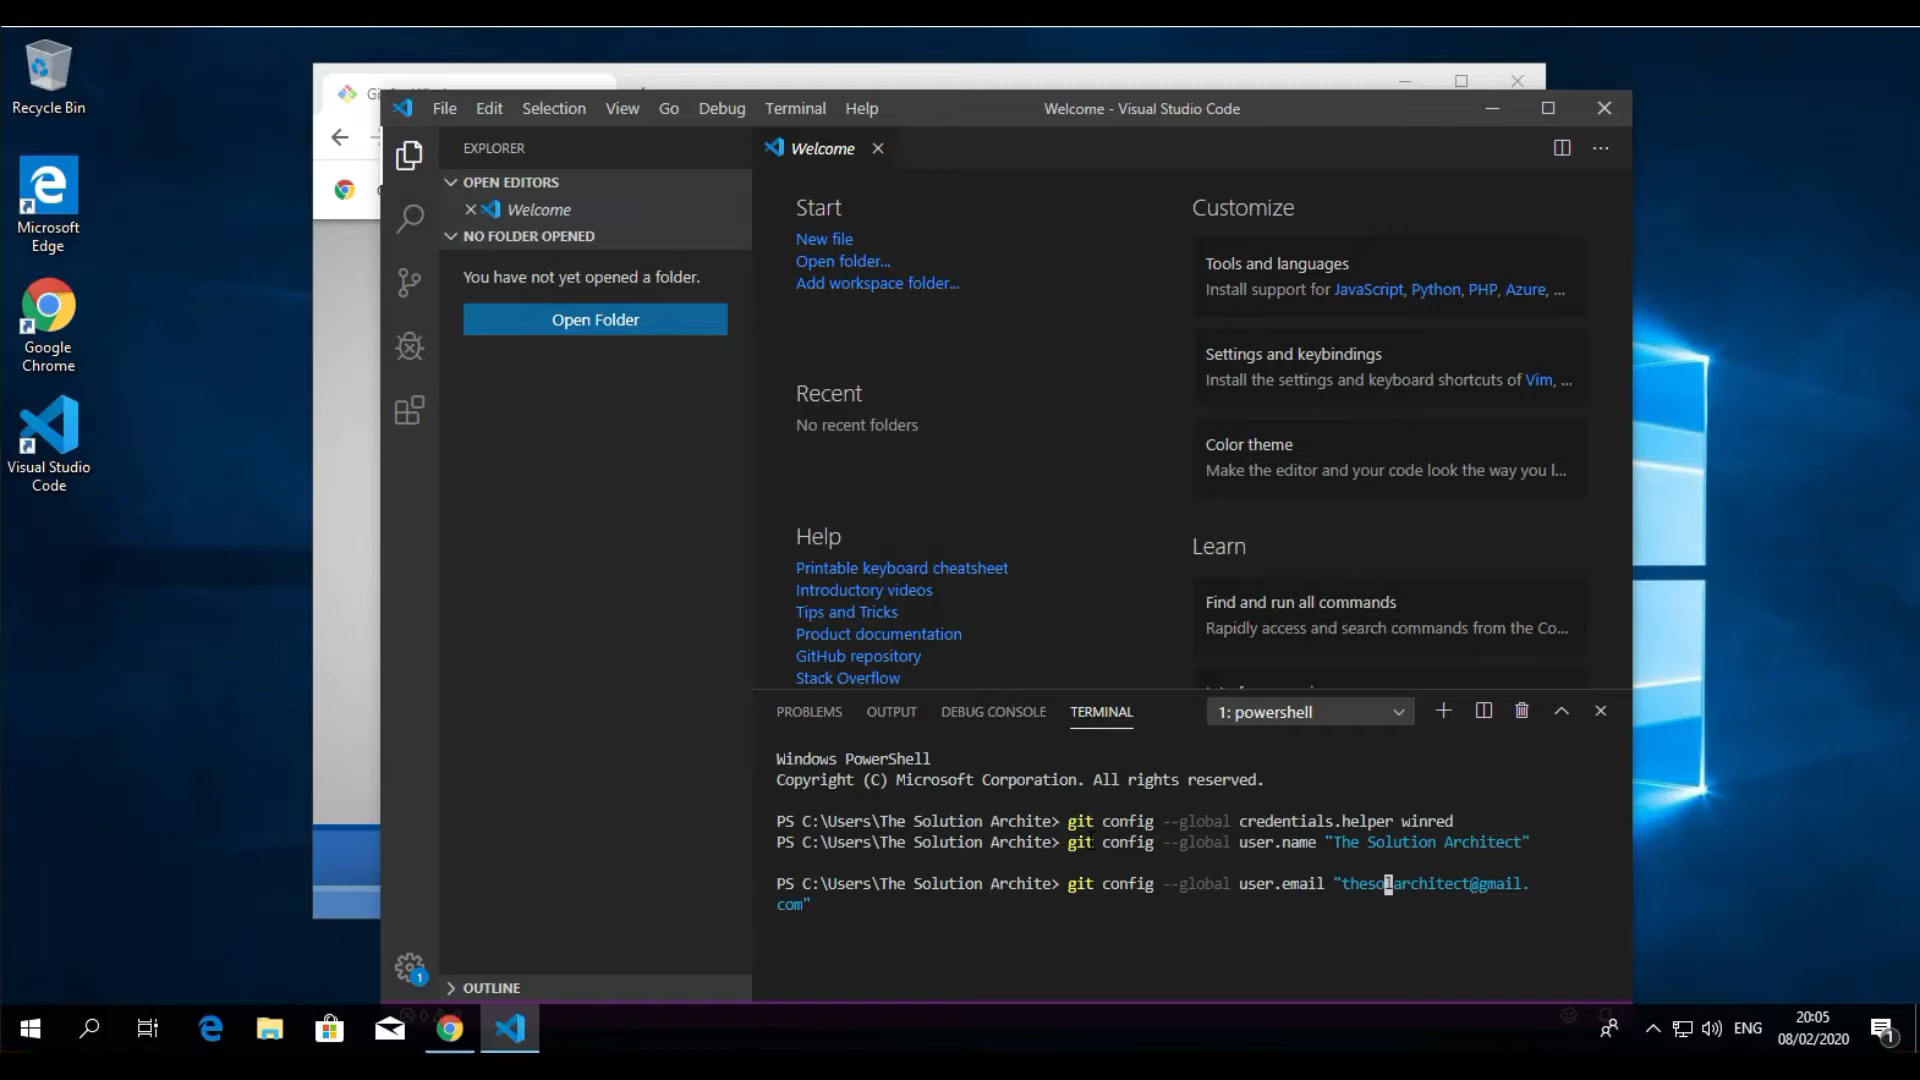 Recycle Bin
Microsoft
Edge
Google
Chrome
Visual Studio
Code
File Edit Selection View Go Debug Terminal Help
Welcome - Visual Studio Code
EXPLORER
OPEN EDITORS
Welcome
NO FOLDER OPENED
You have not yet opened a folder.
Open Folder
OUTLINE
Welcome
Start
New file
Open folder...
Add workspace folder...
Recent
No recent folders
Help
Printable keyboard cheatsheet
Introductory videos
Tips and Tricks
Product documentation
GitHub repository
Stack Overflow
Customize
Tools and languages
Install support for JavaScript, Python, PHP, Azure, ...
Settings and keybindings
Install the settings and keyboard shortcuts of Vim, ...
Color theme
Make the editor and your code look the way you l...
Learn
Find and run all commands
Rapidly access and search commands from the Co...
PROBLEMS OUTPUT DEBUG CONSOLE TERMINAL
1: powershell
Windows PowerShell
Copyright (C) Microsoft Corporation. All rights reserved.
PS C:\Users\The Solution Archite> git config --global credentials.helper winred
PS C:\Users\The Solution Archite> git config --global user.name "The Solution Architect"
PS C:\Users\The Solution Archite> git config --global user.email "thesolarchitect@gmail.
com"
1
ENG
20:05
08/02/2020
1